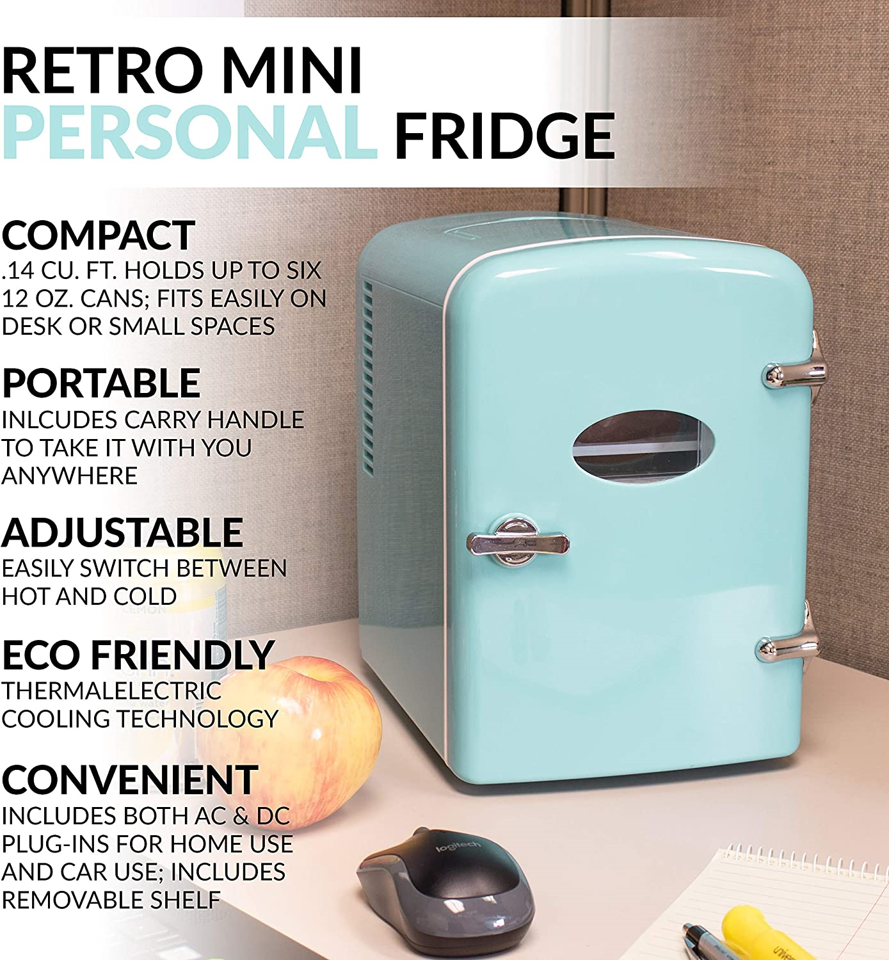 RETRO MINI
PERSONAL FRIDGE
COMPACT
.14 CU. FT. HOLDS UP TO SIX
12 OZ. CANS; FITS EASILY ON
DESK OR SMALL SPACES
PORTABLE
INLCUDES CARRY HANDLE
TO TAKE IT WITH YOU
ANYWHERE
ADJUSTABLE
EASILY SWITCH BETWEEN
HOT AND COLD
LEMON
ECO FRIENDLY
THERMALELECTRIC
COOLING TECHNOLOGY
CONVENIENT
INCLUDES BOTH AC & DC
PLUG-INS FOR HOME USE
AND CAR USE; INCLUDES
REMOVABLE SHELF
logitech